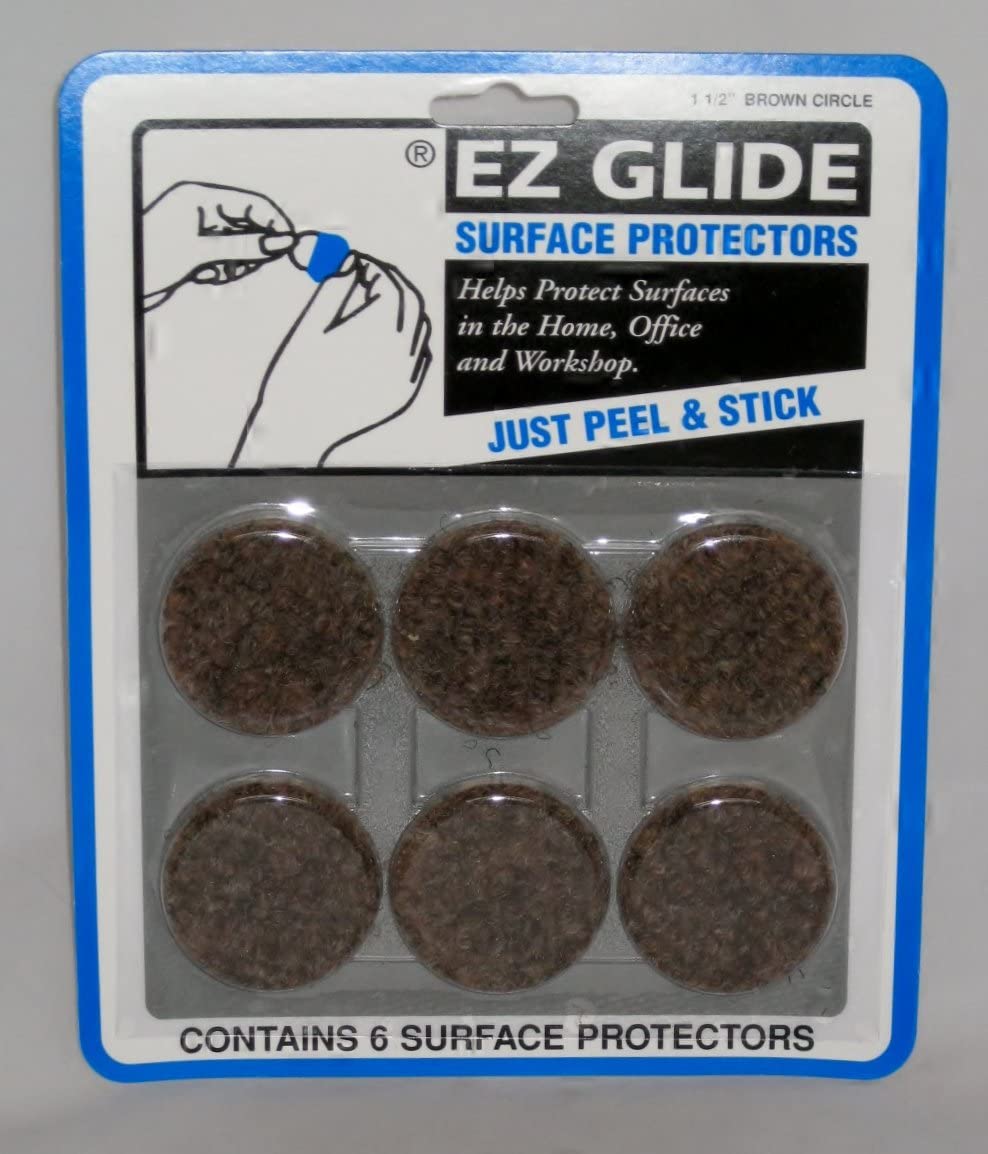 1 1/2" BROWN CIRCLE
® EZ GLIDE
SURFACE PROTECTORS
Helps Protect Surfaces
in the Home, Office
and Workshop.
JUST PEEL & STICK
CONTAINS 6 SURFACE PROTECTORS